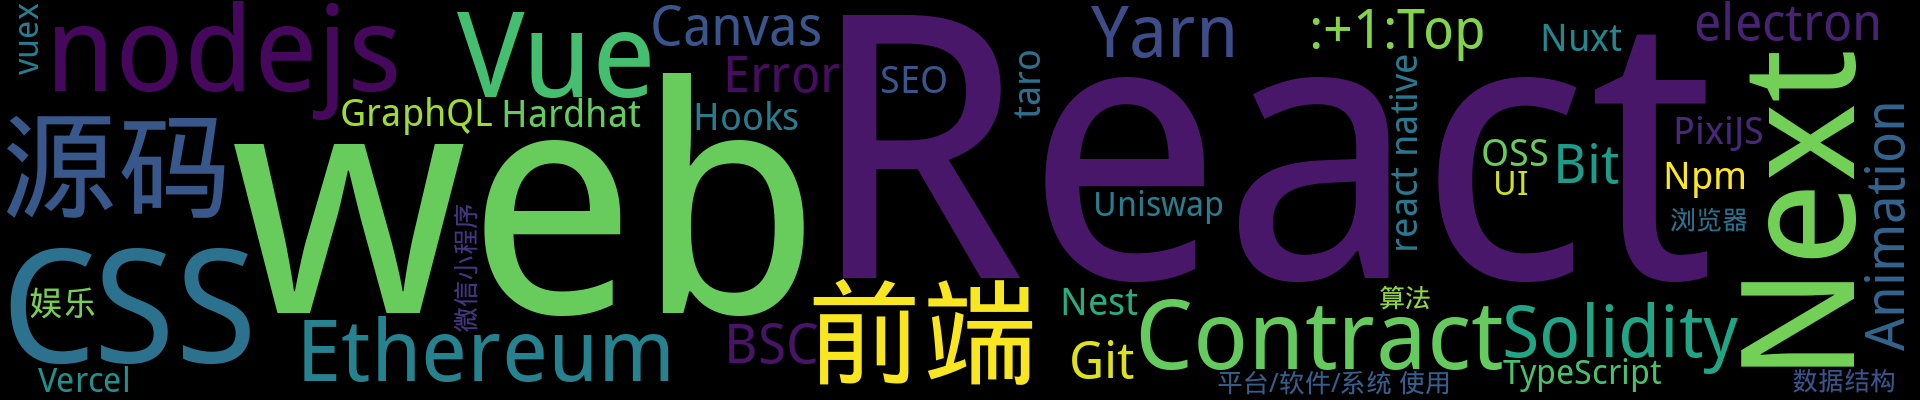 vuex
nodejs
Vue
Canvas
Error
SEO
taro
Yarn
:+1:Top
Nuxt
electron
GraphQL
Hardhat
Hooks
React
react native
OSS
UI
Bit
PixiJS
Npm
浏览器
Next
Animation
源码
web
微信小程序
Uniswap
CSS
娱乐
Vercel
Ethereum
BSC
前端
Nest
Git
Contract
算法
Solidity
TypeScript
平台/软件/系统 使用
数据结构